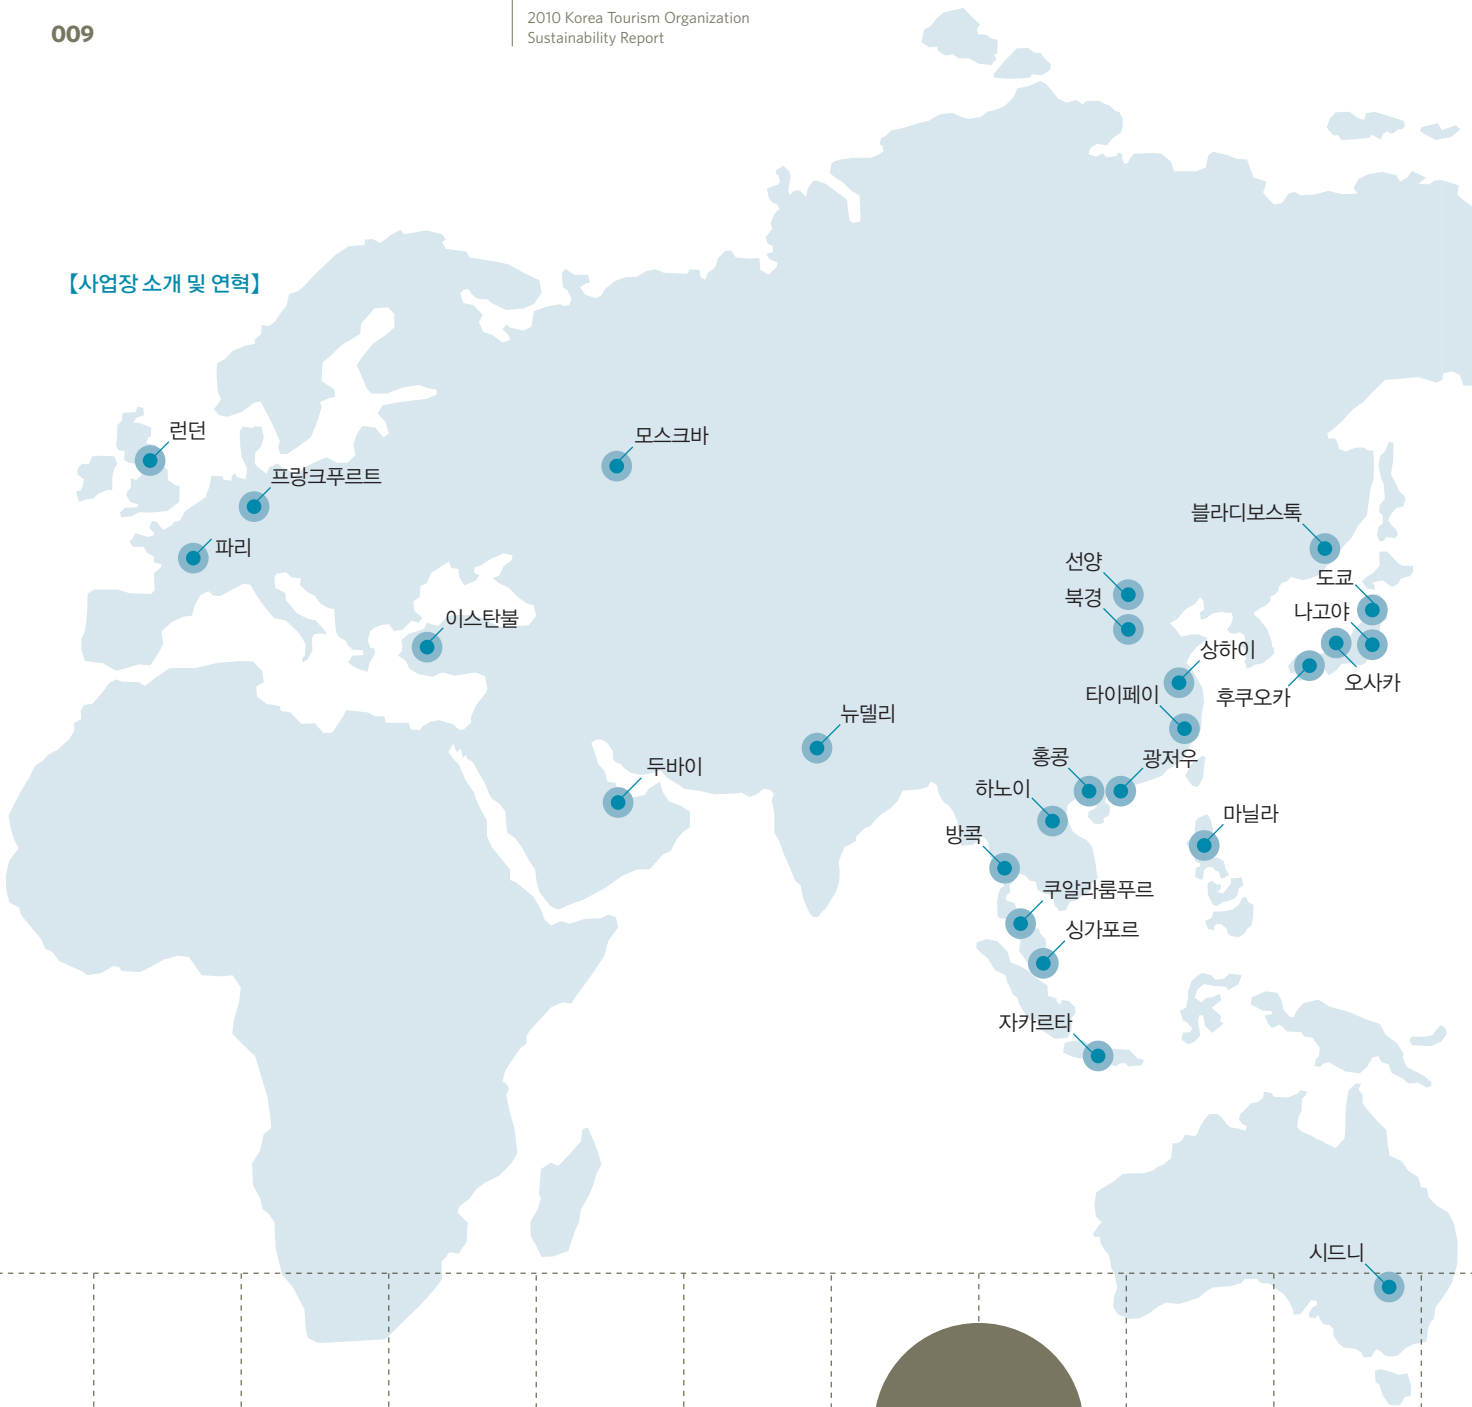 009
2010 Korea Tourism Organization
Sustainability Report
【사업장 소개 및 연혁】
런던
모스크바
프랑크푸르트
블라디보스톡
파리
선양
도쿄
북경
나고야
이스탄불
상하이
오사카
타이페이
후쿠오카
뉴델리
홍콩
광저우
두바이
하노이
마닐라
방콕
쿠알라룸푸르
싱가포르
자카르타
시드니